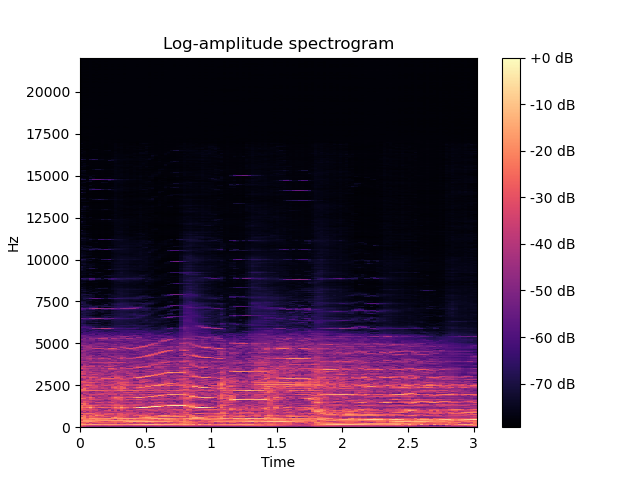 Log-amplitude spectrogram
Hz
20000
17500
15000
12500
10000
7500
5000
2500
0
0 0.5 1 1.5 2 2.5 3
Time
+0 dB
-10 dB
-20 dB
-30 dB
-40 dB
-50 dB
-60 dB
-70 dB